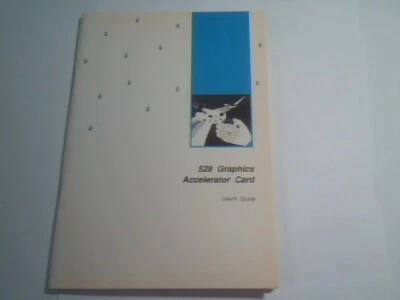 528 Graphics
Accelerator Card
User's Guide